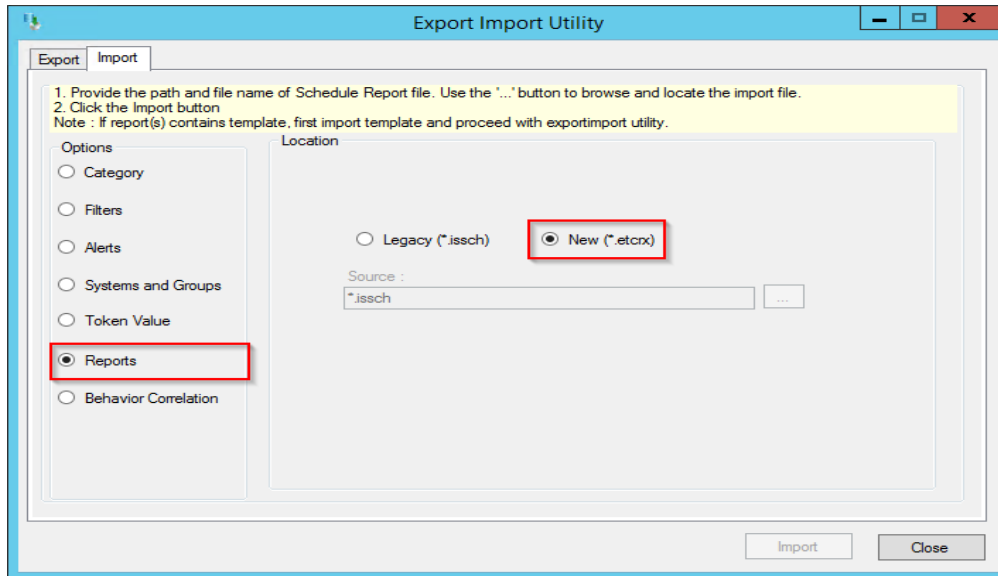 Export Import Utility
Export
Import
1. Provide the path and file name of Schedule Report file. Use the '...' button to browse and locate the import file.
2. Click the Import button
Note : If report(s) contains template, first import template and proceed with exportimport utility.
Options
Location
Category
Filters
Alerts
Systems and Groups
Token Value
Reports
Behavior Correlation
Legacy (*.issch)
New (*.etcrx)
Source :
*.issch
...
Import
Close